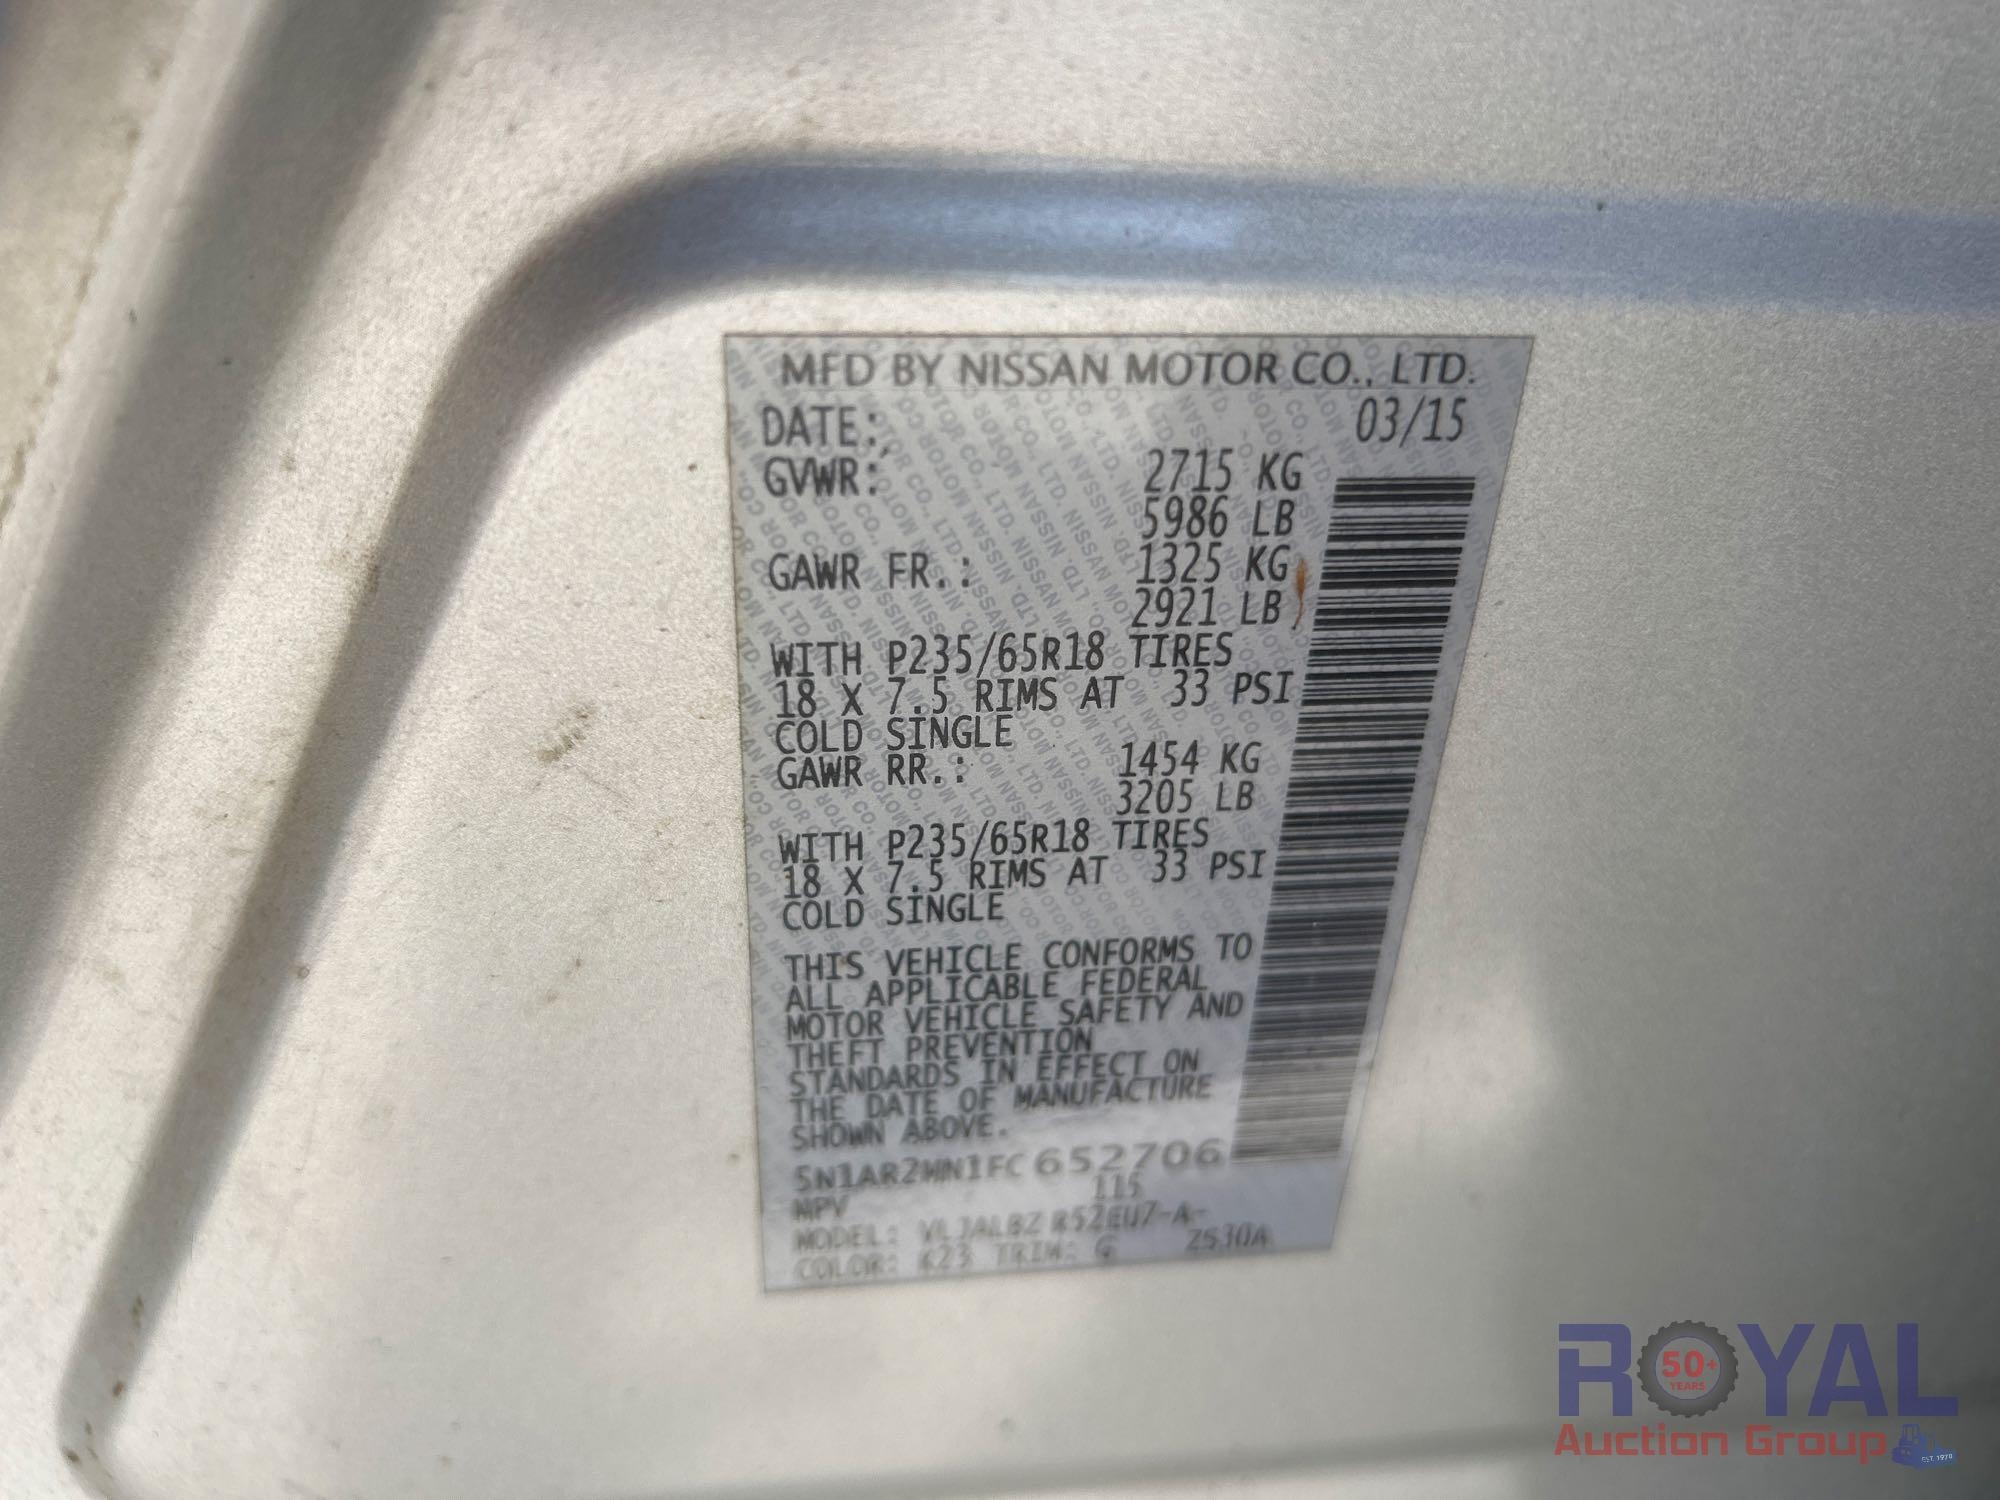 MFD BY NISSAN MOTOR CO., LTD.
DATE: 03/15
GVWR: 2715 KG
5986 LB
GAWR FR.: 1325 KG
2921 LB
WITH P235/65R18 TIRES
18 X 7.5 RIMS AT 33 PSI
COLD SINGLE
GAWR RR.: 1454 KG
3205 LB
WITH P235/65R18 TIRES
18 X 7.5 RIMS AT 33 PSI
COLD SINGLE
THIS VEHICLE CONFORMS TO
ALL APPLICABLE FEDERAL
MOTOR VEHICLE SAFETY AND
THEFT PREVENTION
STANDARDS IN EFFECT ON
THE DATE OF MANUFACTURE
SHOWN ABOVE.
5N1AR2MN1FC652706
MPV 115
MODEL:
COLOR: K23 TRIM: G
ROYAL
50+
YEARS
Auction Group
EST. 1970